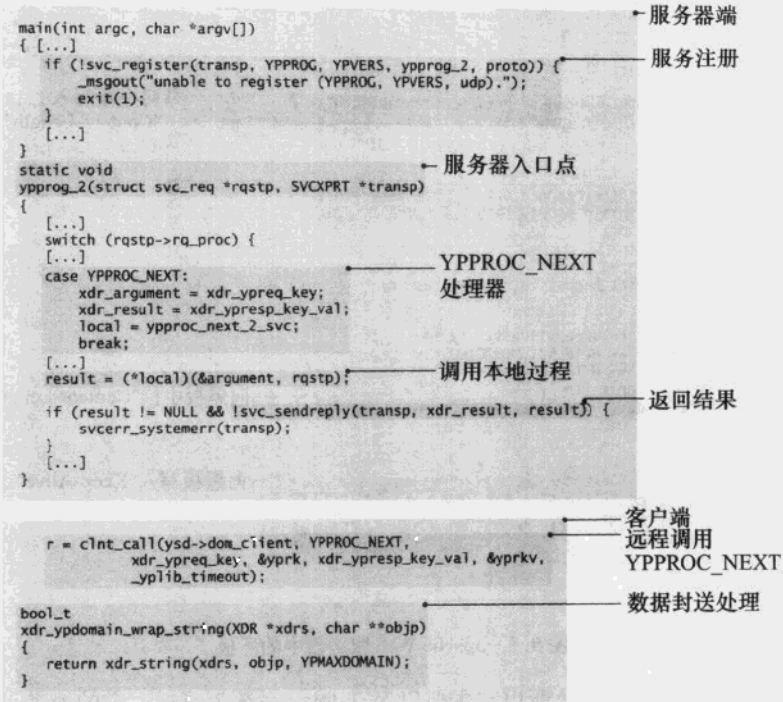 服务器端
main(int argc, char *argv[])
{ [...]
if (!svc_register(transp, YPPROG, YPVERS, ypprog_2, proto)) {
服务注册
_msgout("unable to register (YPPROG, YPVERS, udp).");
exit(1);
}
[...]
}
static void
服务器入口点
ypprog_2(struct svc_req *rqstp, SVCXPRT *transp)
{
[...]
switch (rqstp->rq_proc) {
[...]
case YPPROC_NEXT:
YPPROC_NEXT
处理器
xdr_argument = xdr_ypreq_key;
xdr_result = xdr_ypresp_key_val;
local = ypproc_next_2_svc;
break;
[...]
result = (*local)(&argument, rqstp);
调用本地过程
if (result != NULL && !svc_sendreply(transp, xdr_result, result)) {
返回结果
svcerr_systemerr(transp);
}
[...]
}
客户端
r = clnt_call(ysd->dom_client, YPPROC_NEXT,
远程调用
YPPROC_NEXT
xdr_ypreq_key, &yprk, xdr_ypresp_key_val, &yprkv,
_yplib_timeout);
数据封送处理
bool_t
xdr_ypdomain_wrap_string(XDR *xdrs, char **objp)
{
return xdr_string(xdrs, objp, YPMAXDOMAIN);
}